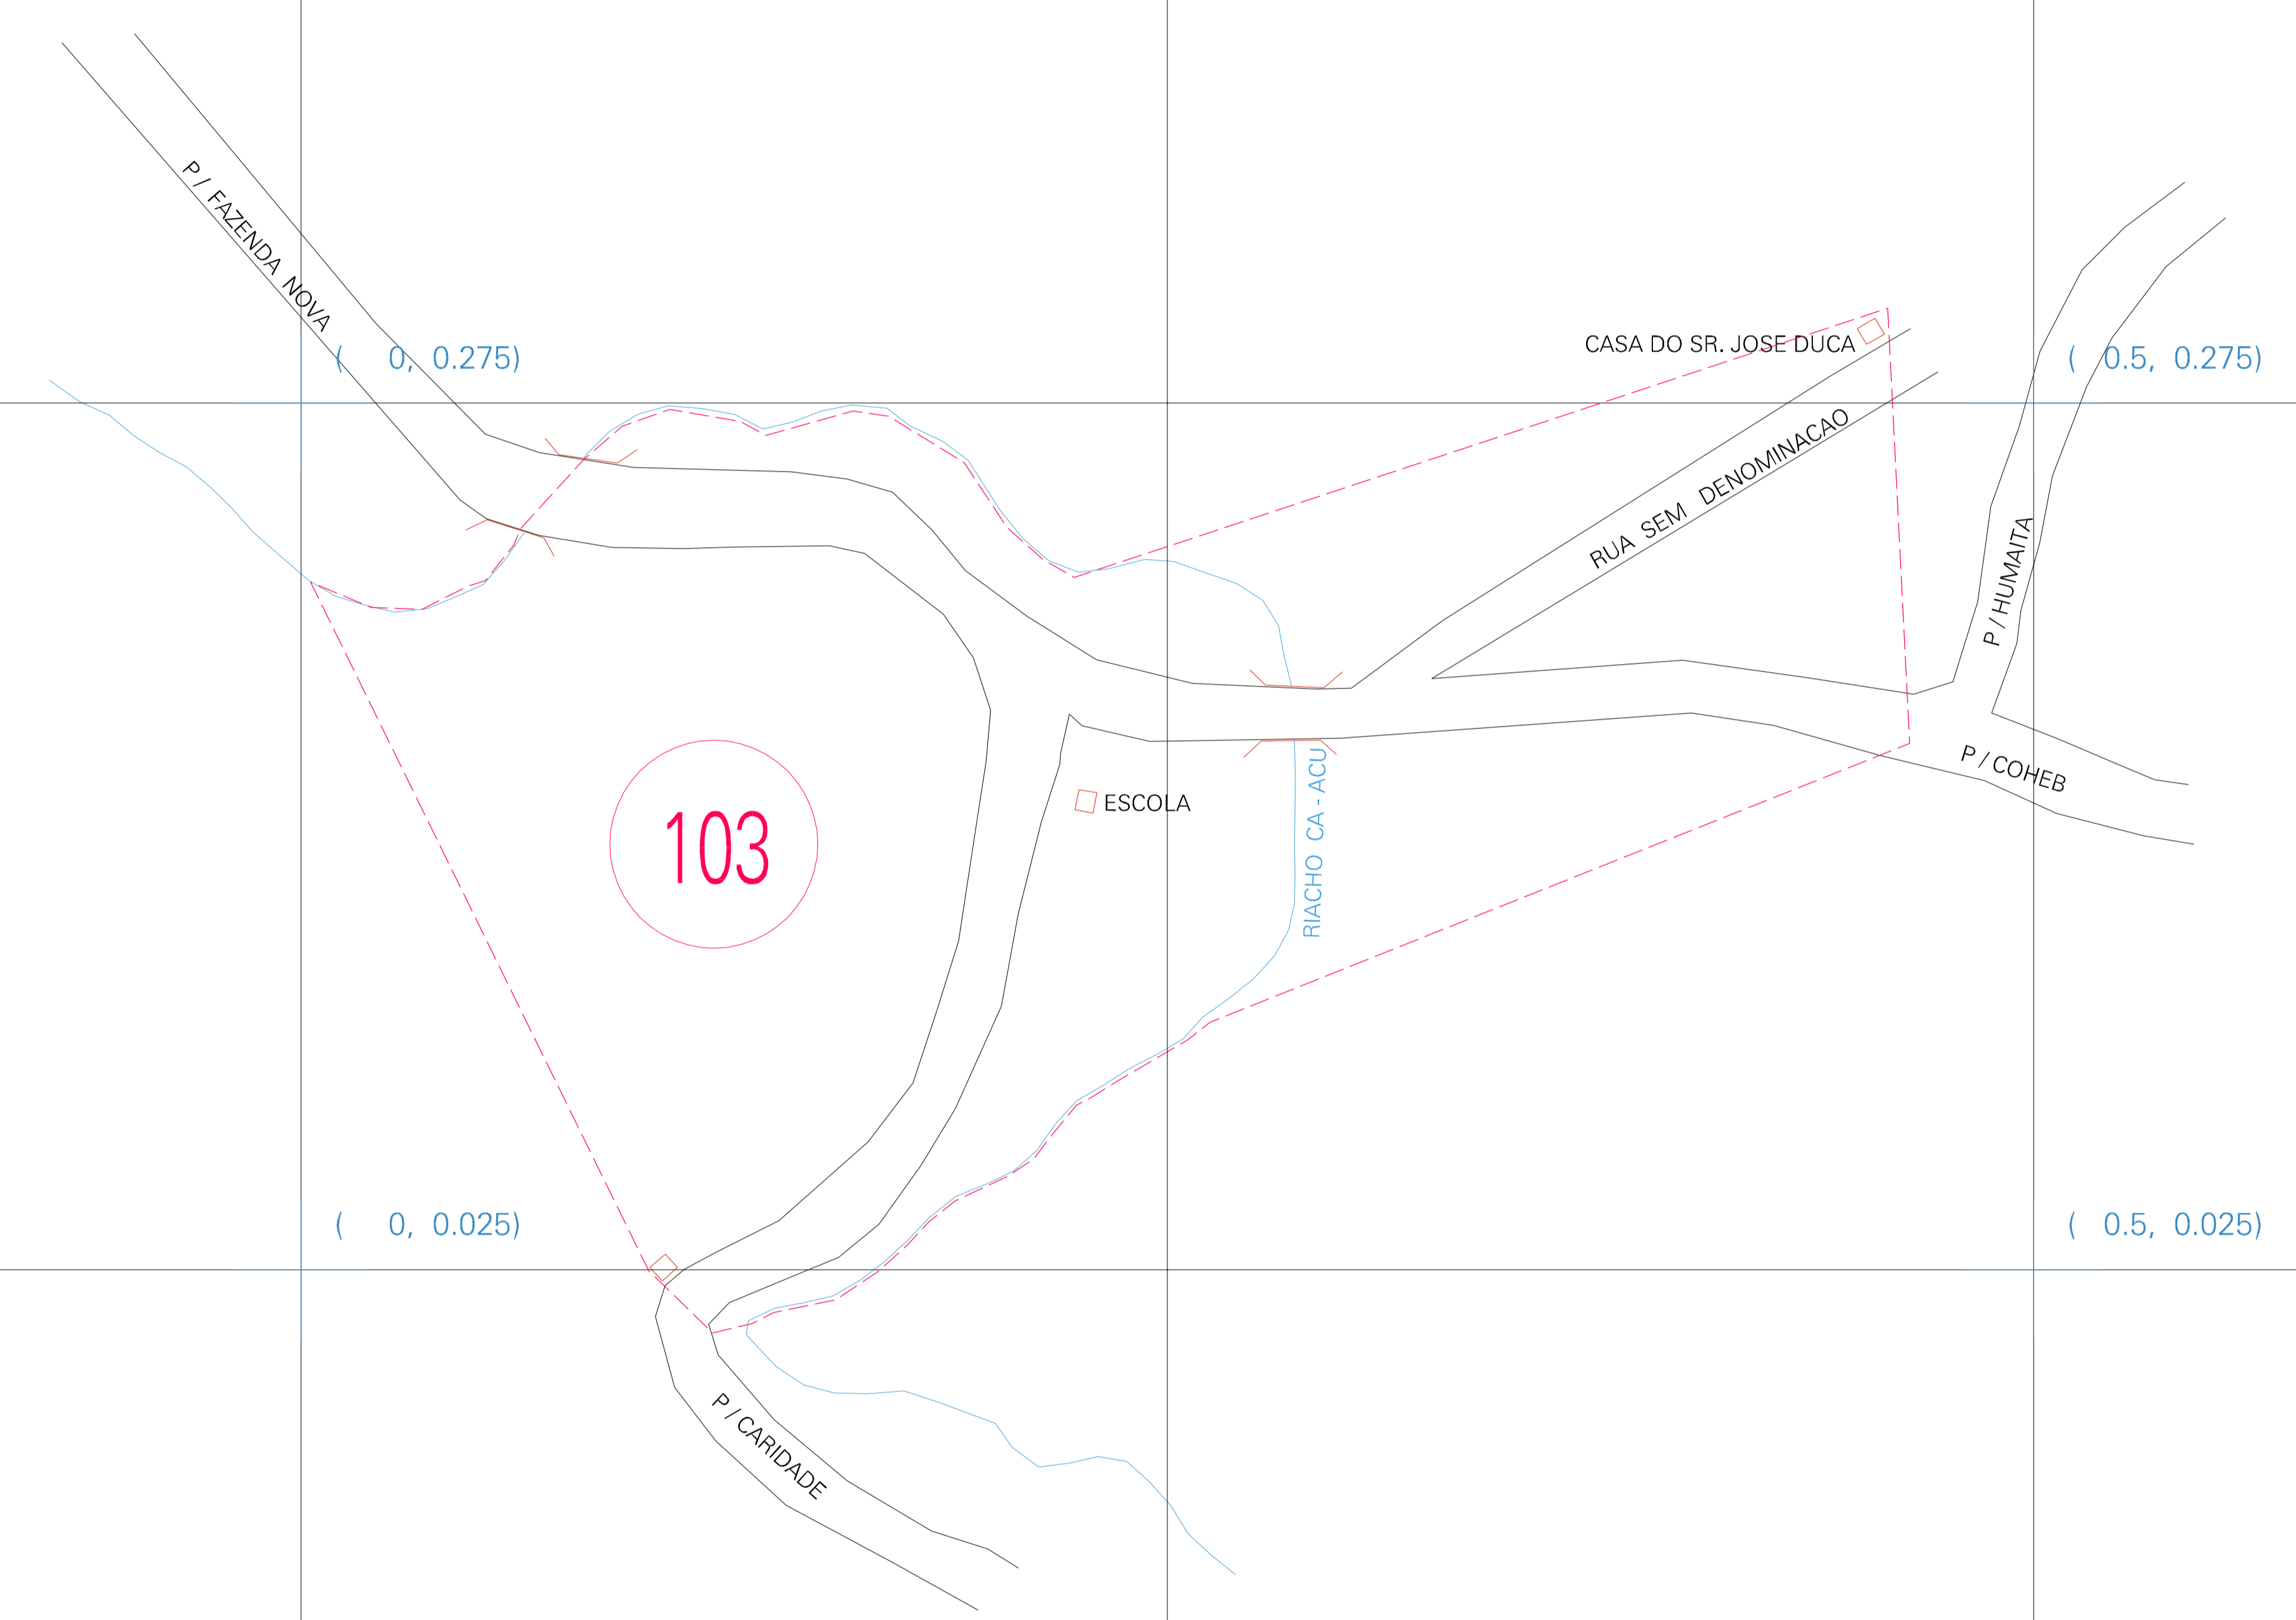 P / FAZENDA NOVA
( 0, 0.275)
CASA DO SR. JOSE DUCA
( 0.5, 0.275)
RUA SEM DENOMINACAO
P / HUMAITA
P / COHEB
103
ESCOLA
RIACHO CA - ACU
( 0, 0.025)
( 0.5, 0.025)
P / CARIDADE